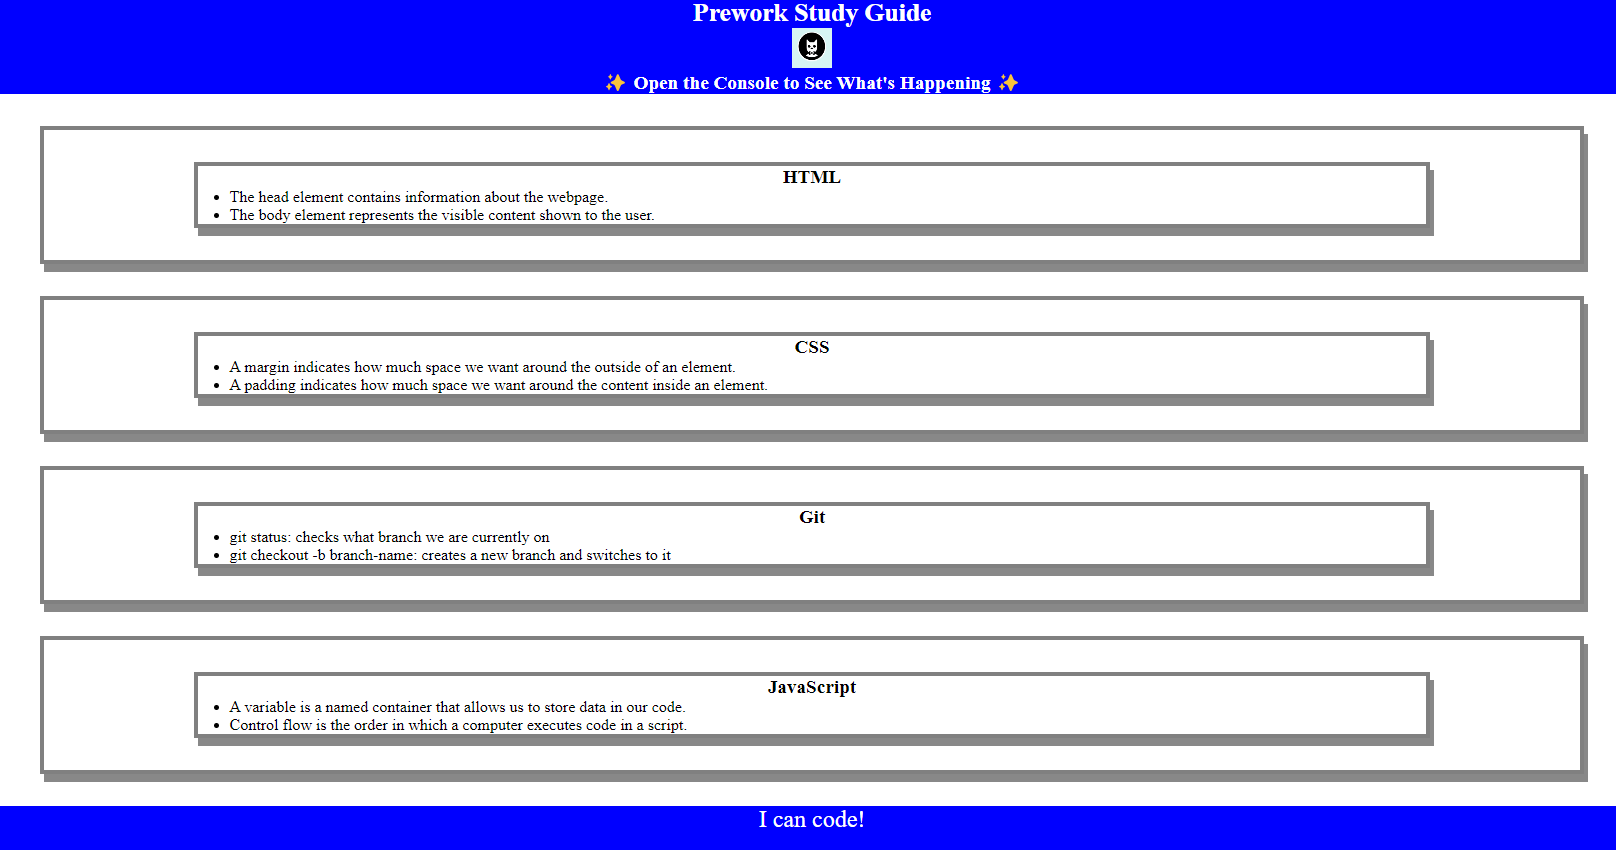 Prework Study Guide
✨ Open the Console to See What's Happening ✨
HTML
• The head element contains information about the webpage.
• The body element represents the visible content shown to the user.
CSS
• A margin indicates how much space we want around the outside of an element.
• A padding indicates how much space we want around the content inside an element.
Git
• git status: checks what branch we are currently on
• git checkout -b branch-name: creates a new branch and switches to it
JavaScript
• A variable is a named container that allows us to store data in our code.
• Control flow is the order in which a computer executes code in a script.
I can code!